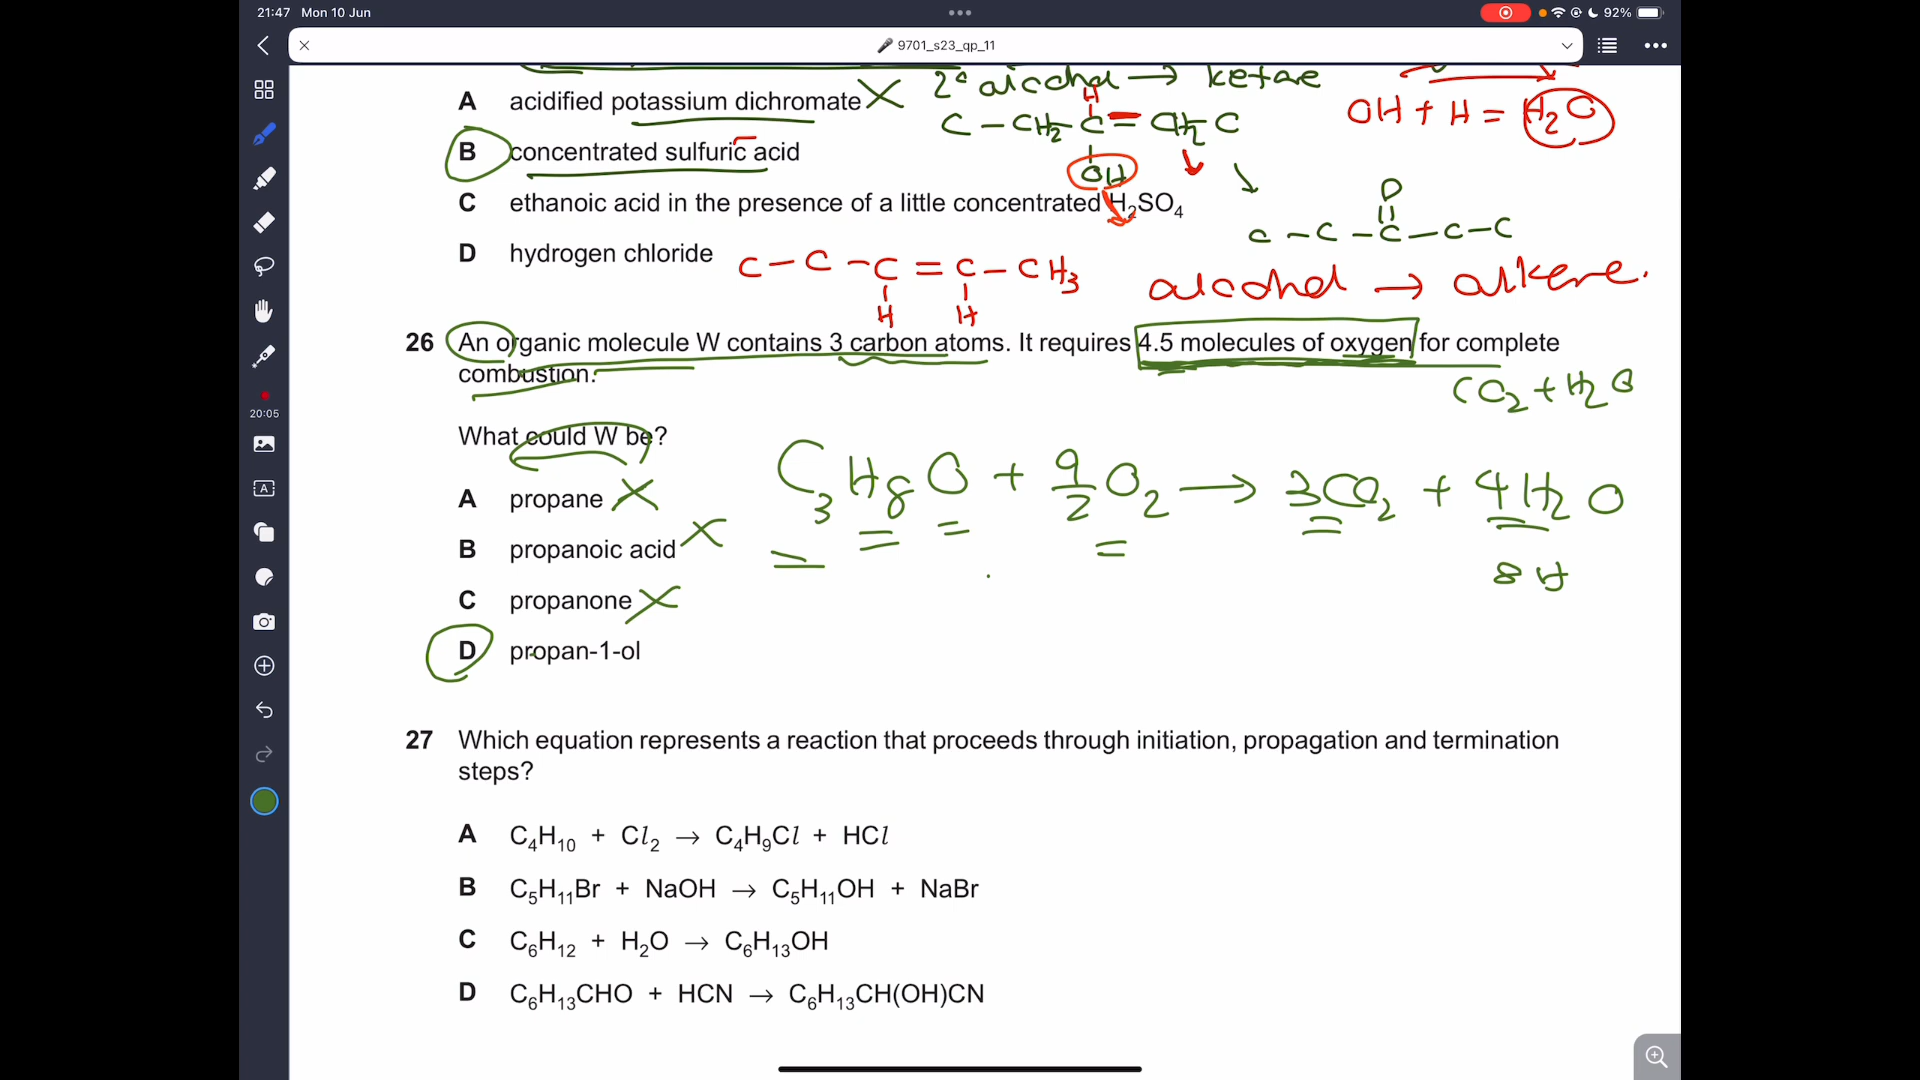 21:47 Mon 10 Jun
92%
9701_s23_qp_11
2° alcohol → ketone
A acidified potassium dichromate
C – CH2 – C = CH2 C
H
OH
OH + H = H2O
B concentrated sulfuric acid
C ethanoic acid in the presence of a little concentrated H2SO4
O
C – C – C – C – C
D hydrogen chloride
C – C – C = C – CH3
H H
alcohol → alkene.
26 An organic molecule W contains 3 carbon atoms. It requires 4.5 molecules of oxygen for complete
combustion.
CO2 + H2O
What could W be?
C3H8O + 9/2 O2 → 3CO2 + 4H2O
8H
A propane
B propanoic acid
C propanone
D propan-1-ol
20:05
27 Which equation represents a reaction that proceeds through initiation, propagation and termination
steps?
A C4H10 + Cl2 → C4H9Cl + HCl
B C5H11Br + NaOH → C5H11OH + NaBr
C C6H12 + H2O → C6H13OH
D C6H13CHO + HCN → C6H13CH(OH)CN